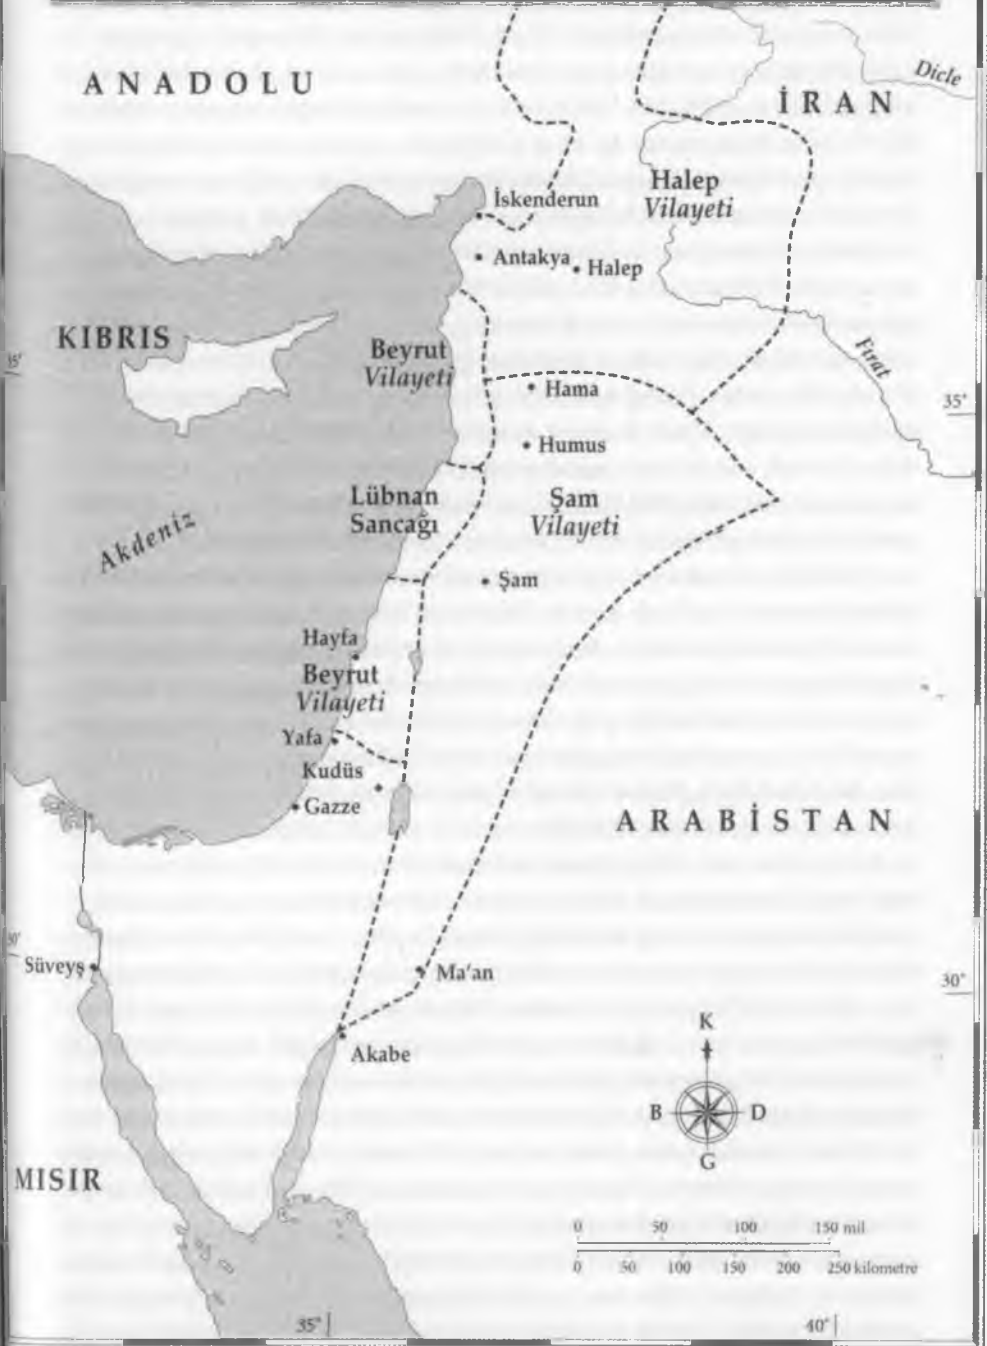 ANADOLU
Dicle
İRAN
Halep
Vilayeti
İskenderun
Antakya
Halep
KIBRIS
Beyrut
Vilayeti
Fırat
35°
Hama
35°
Humus
Lübnan
Sancağı
Şam
Vilayeti
Akdeniz
Şam
Hayfa
Beyrut
Vilayeti
Yafa
Kudüs
Gazze
ARABİSTAN
30°
Süveyş
Ma'an
30°
Akabe
K
B D
G
MISIR
0 50 100 150 mil
0 50 100 150 200 250 kilometre
35°
40°